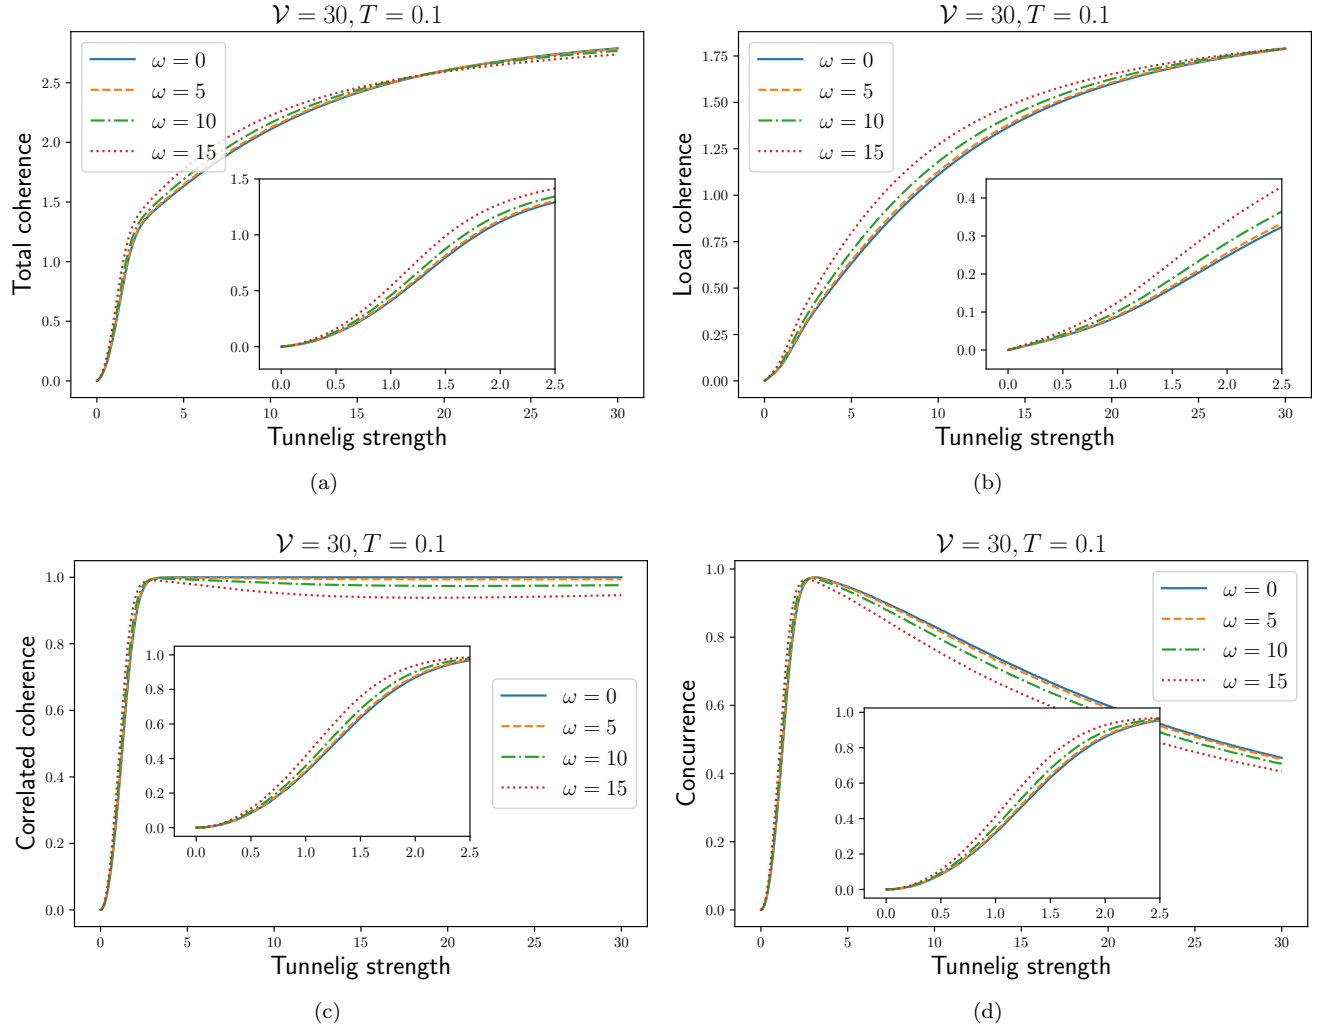 𝒱 = 30, T = 0.1
Total coherence
2.5
2.0
1.5
1.0
0.5
0.0
ω = 0
ω = 5
ω = 10
ω = 15
1.5
1.0
0.5
0.0
0.0 0.5 1.0 1.5 2.0 2.5
0 5 10 15 20 25 30
Tunnelig strength
(a)
𝒱 = 30, T = 0.1
Local coherence
1.75
1.50
1.25
1.00
0.75
0.50
0.25
0.00
ω = 0
ω = 5
ω = 10
ω = 15
0.4
0.3
0.2
0.1
0.0
0.0 0.5 1.0 1.5 2.0 2.5
0 5 10 15 20 25 30
Tunnelig strength
(b)
𝒱 = 30, T = 0.1
Correlated coherence
1.0
0.8
0.6
0.4
0.2
0.0
1.0
0.8
0.6
0.4
0.2
0.0
0.0 0.5 1.0 1.5 2.0 2.5
ω = 0
ω = 5
ω = 10
ω = 15
0 5 10 15 20 25 30
Tunnelig strength
(c)
𝒱 = 30, T = 0.1
Concurrence
1.0
0.8
0.6
0.4
0.2
0.0
ω = 0
ω = 5
ω = 10
ω = 15
1.0
0.8
0.6
0.4
0.2
0.0
0.0 0.5 1.0 1.5 2.0 2.5
0 5 10 15 20 25 30
Tunnelig strength
(d)